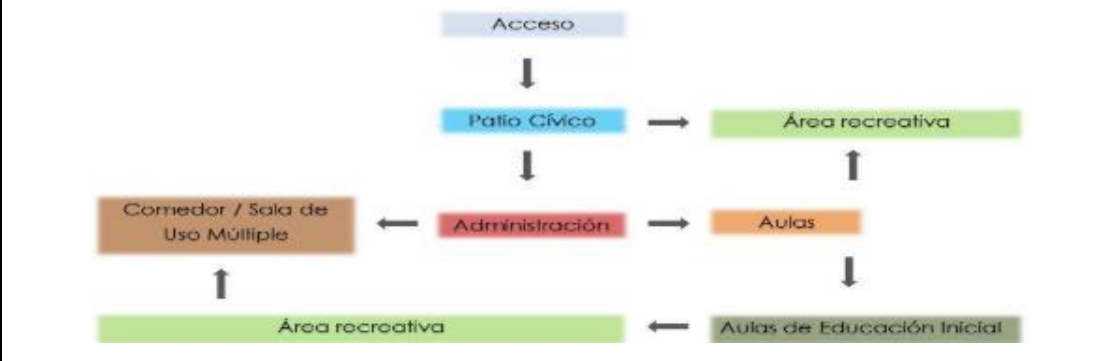 Acceso
Patio Cívico
Área recreativa
Comedor / Sala de
Uso Múltiple
Administración
Aulas
Área recreativa
Aulas de Educación Inicial